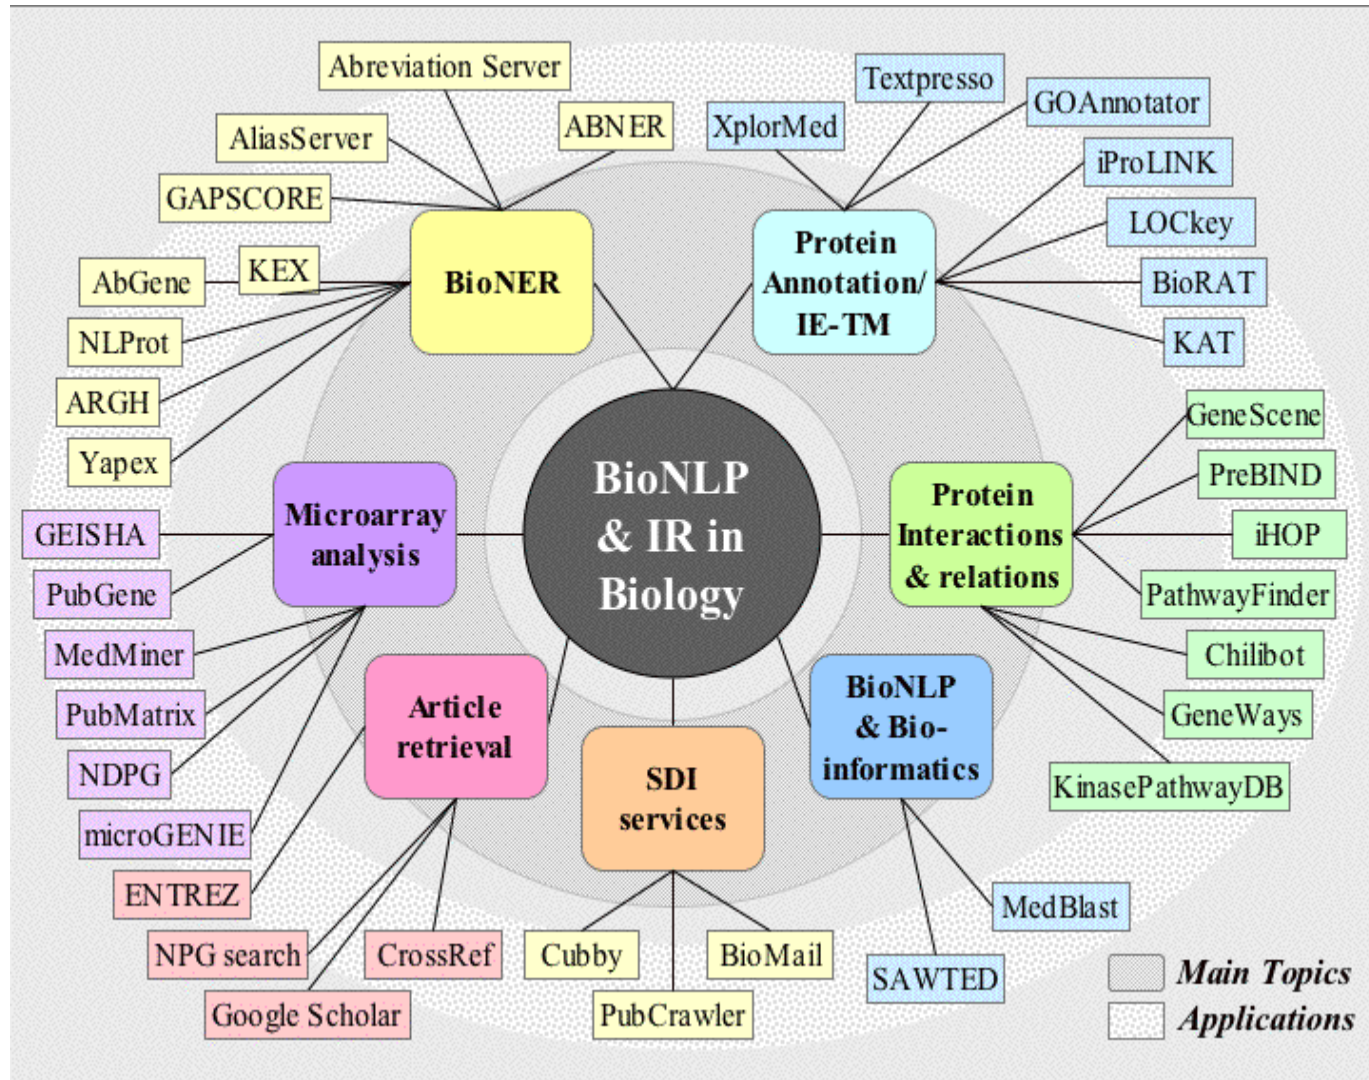 Abreviation Server
Textpresso
GOAnnotator
ABNER
XplorMed
AliasServer
iProLINK
GAPSCORE
LOCkey
BioNER
Protein
Annotation/
IE-TM
KEX
AbGene
BioRAT
NLProt
KAT
ARGH
GeneScene
Yapex
PreBIND
BioNLP
& IR in
Biology
Microarray
analysis
Protein
Interactions
& relations
GEISHA
iHOP
PubGene
PathwayFinder
MedMiner
Chilibot
PubMatrix
GeneWays
Article
retrieval
BioNLP
& Bio-
informatics
NDPG
KinasePathwayDB
SDI
services
microGENIE
ENTREZ
MedBlast
NPG search
CrossRef
Cubby
BioMail
SAWTED
Google Scholar
PubCrawler
Main Topics
Applications